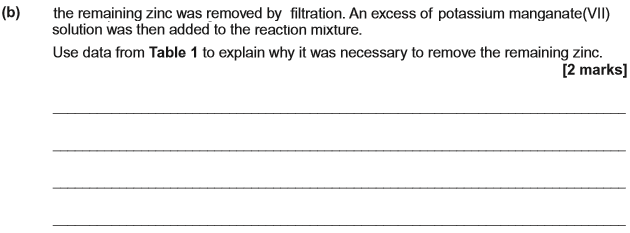 (b) the remaining zinc was removed by filtration. An excess of potassium manganate(VII)
solution was then added to the reaction mixture.
Use data from Table 1 to explain why it was necessary to remove the remaining zinc.
[2 marks]